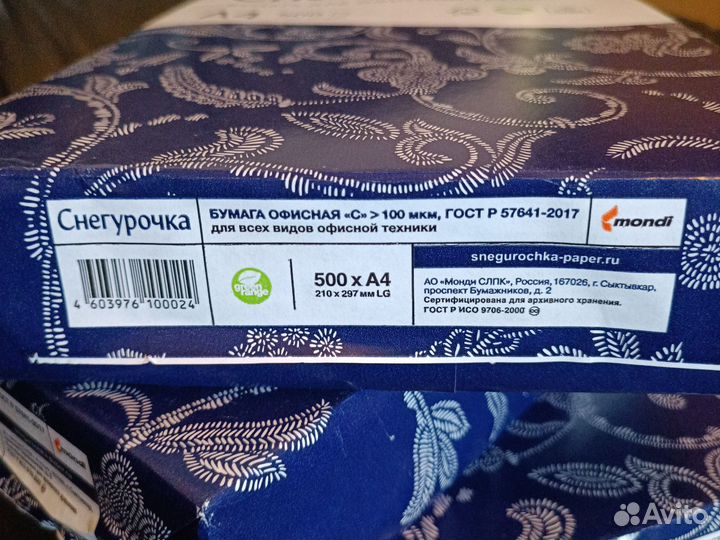 A4
Снегурочка
БУМАГА ОФИСНАЯ «С» > 100 мкм, ГОСТ Р 57641-2017
для всех видов офисной техники
mondi
snegurochka-paper.ru
4 603976 100024
green range
500 x A4
210 x 297 мм LG
АО «Монди СЛПК», Россия, 167026, г. Сыктывкар,
проспект Бумажников, д. 2
Сертифицирована для архивного хранения.
ГОСТ Р ИСО 9706-2000
mondi
Avito